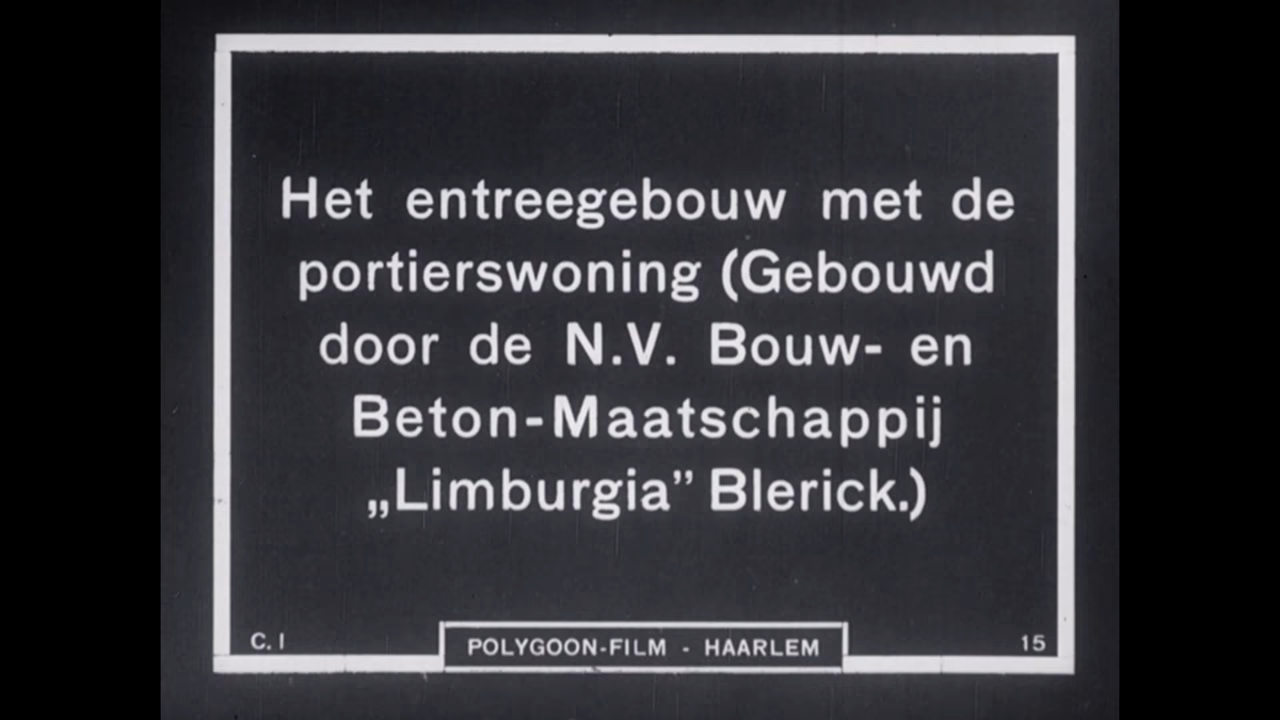 Het entreegebouw met de
portierswoning (Gebouwd
door de N.V. Bouw- en
Beton-Maatschappij
„Limburgia” Blerick.)
C. I
POLYGOON-FILM - HAARLEM
15